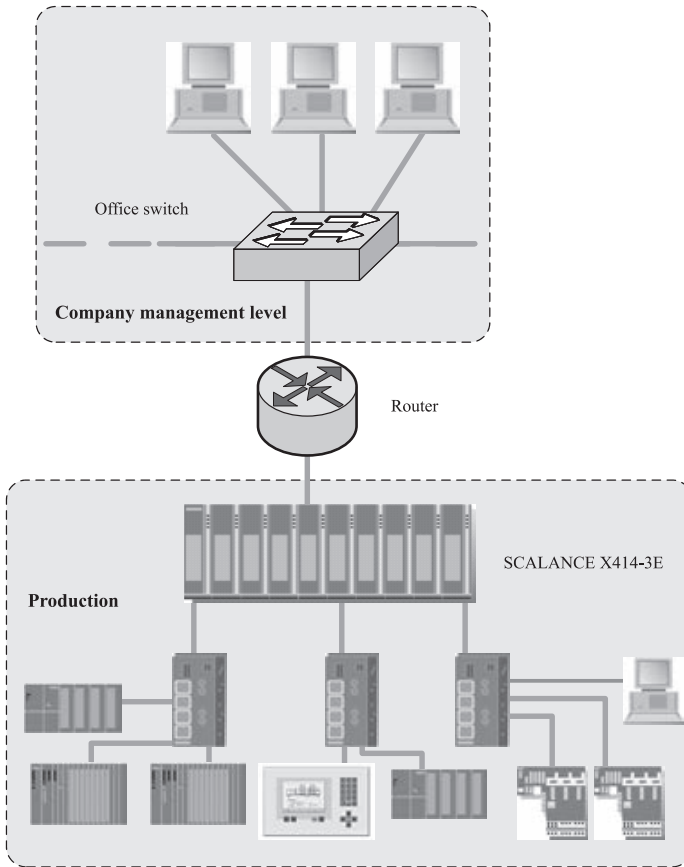 Office switch
Company management level
Router
SCALANCE X414-3E
Production